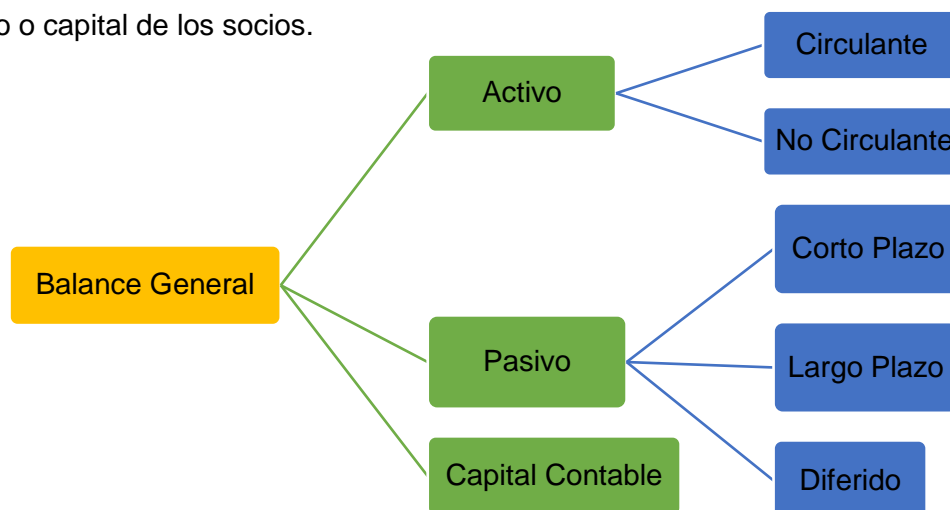 o capital de los socios.
Balance General
Activo
Circulante
No Circulante
Pasivo
Corto Plazo
Largo Plazo
Diferido
Capital Contable